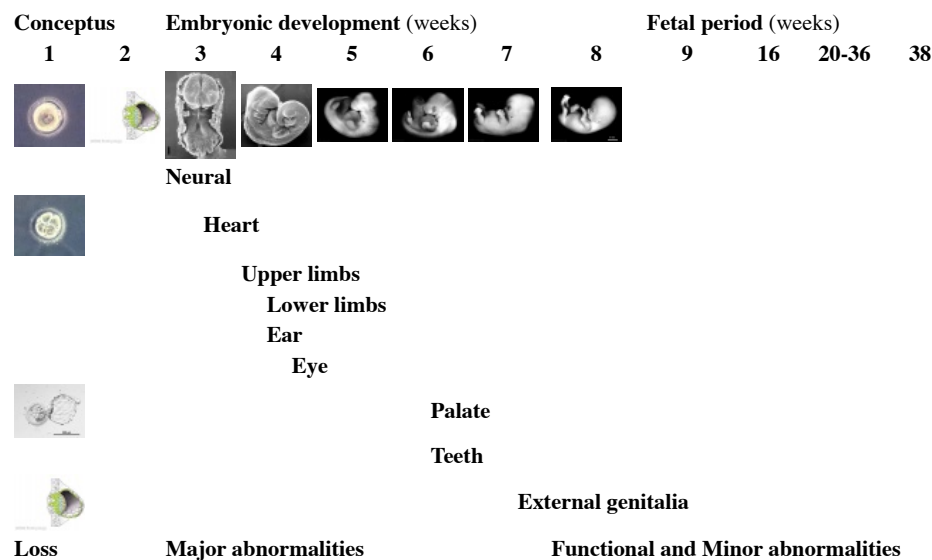 Conceptus Embryonic development (weeks) Fetal period (weeks)
1 2 3 4 5 6 7 8 9 16 20-36 38
Neural
Heart
Upper limbs
Lower limbs
Ear
Eye
Palate
Teeth
External genitalia
Loss Major abnormalities Functional and Minor abnormalities